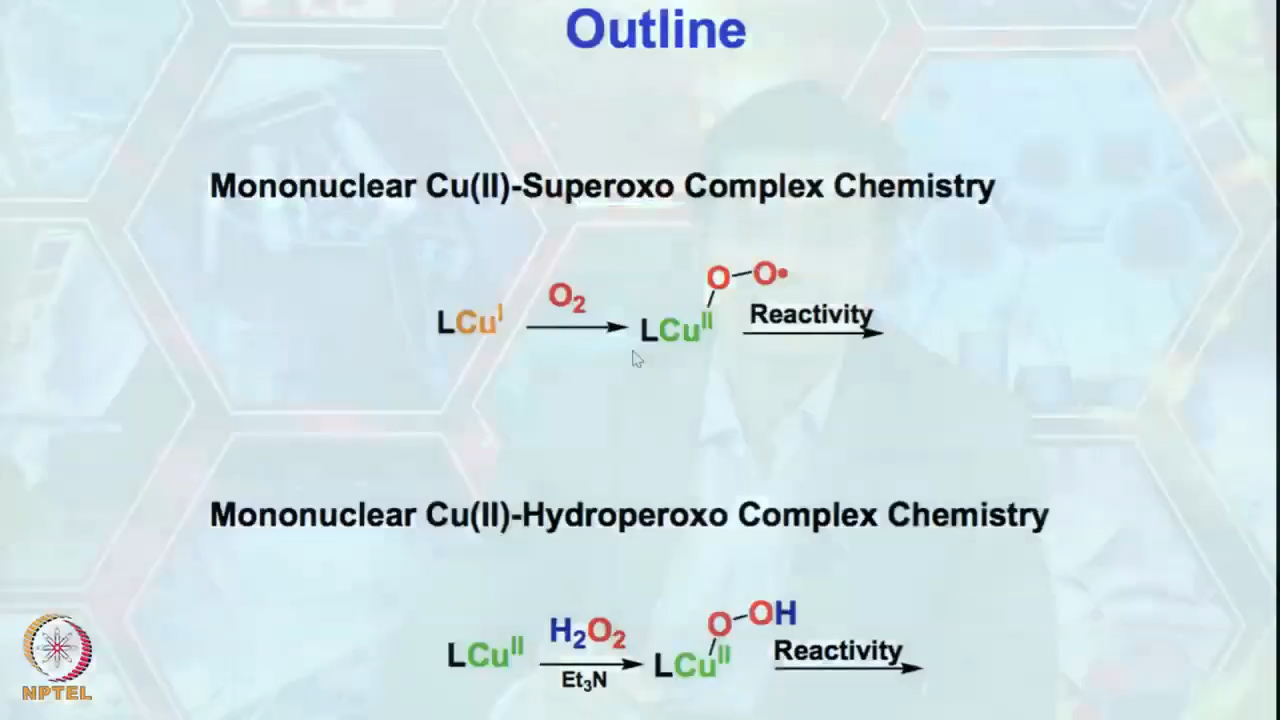 Outline
Mononuclear Cu(II)-Superoxo Complex Chemistry
O–O•
LCuᴵ O₂ LCuᴵᴵ Reactivity
Mononuclear Cu(II)-Hydroperoxo Complex Chemistry
O–OH
LCuᴵᴵ H₂O₂ LCuᴵᴵ Reactivity
Et₃N
NPTEL